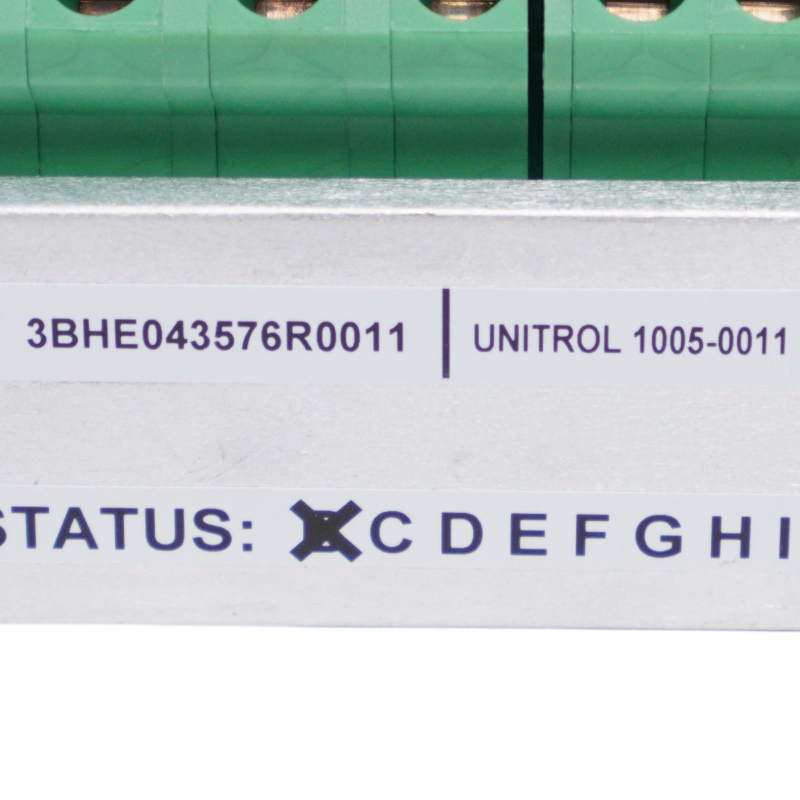 3BHE043576R0011 | UNITROL 1005-0011
STATUS: B C D E F G H I